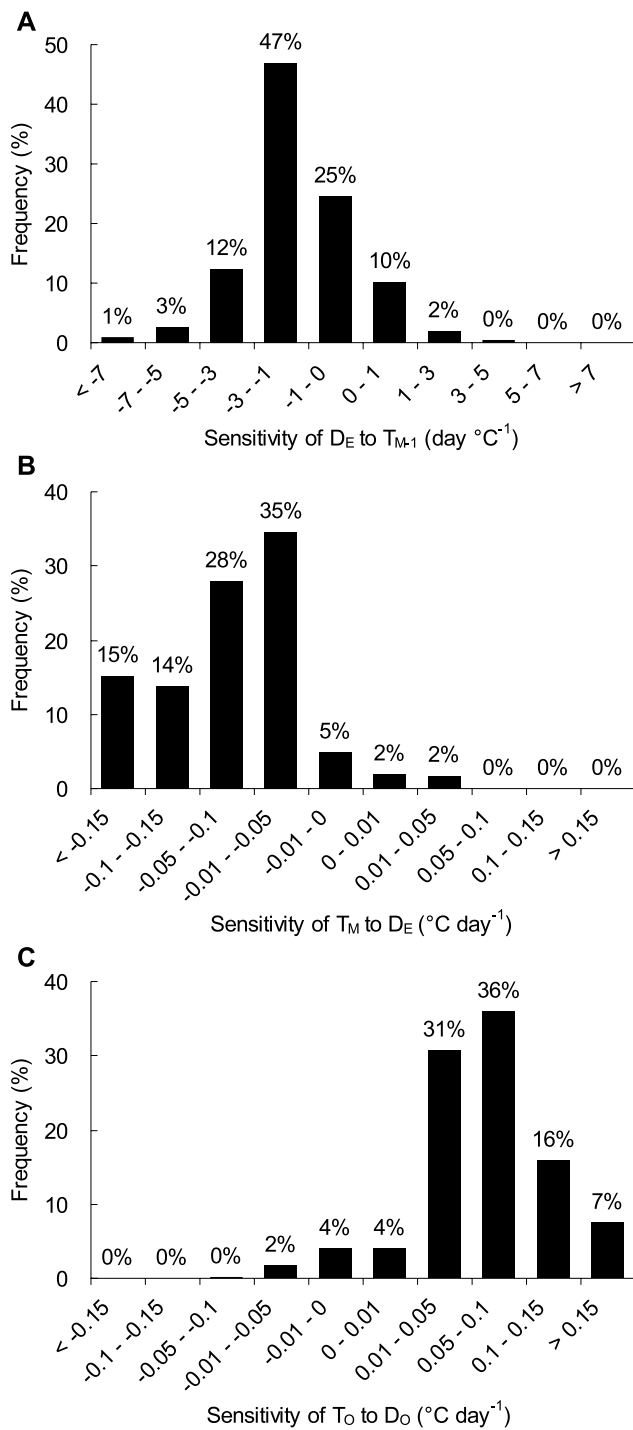 A
Frequency (%)
50
40
30
20
10
0
1%
3%
12%
47%
25%
10%
2%
0%
0%
0%
< -7
-7 - -5
-5 - -3
-3 - -1
-1 - 0
0 - 1
1 - 3
3 - 5
5 - 7
> 7
Sensitivity of D_E to T_M-1 (day °C⁻¹)
B
Frequency (%)
40
30
20
10
0
15%
14%
28%
35%
5%
2%
2%
0%
0%
0%
< -0.15
-0.1 - -0.15
-0.05 - -0.1
-0.01 - -0.05
-0.01 - 0
0 - 0.01
0.01 - 0.05
0.05 - 0.1
0.1 - 0.15
> 0.15
Sensitivity of T_M to D_E (°C day⁻¹)
C
Frequency (%)
40
30
20
10
0
0%
0%
0%
2%
4%
4%
31%
36%
16%
7%
< -0.15
-0.1 - -0.15
-0.05 - -0.1
-0.01 - -0.05
-0.01 - 0
0 - 0.01
0.01 - 0.05
0.05 - 0.1
0.1 - 0.15
> 0.15
Sensitivity of T_O to D_O (°C day⁻¹)